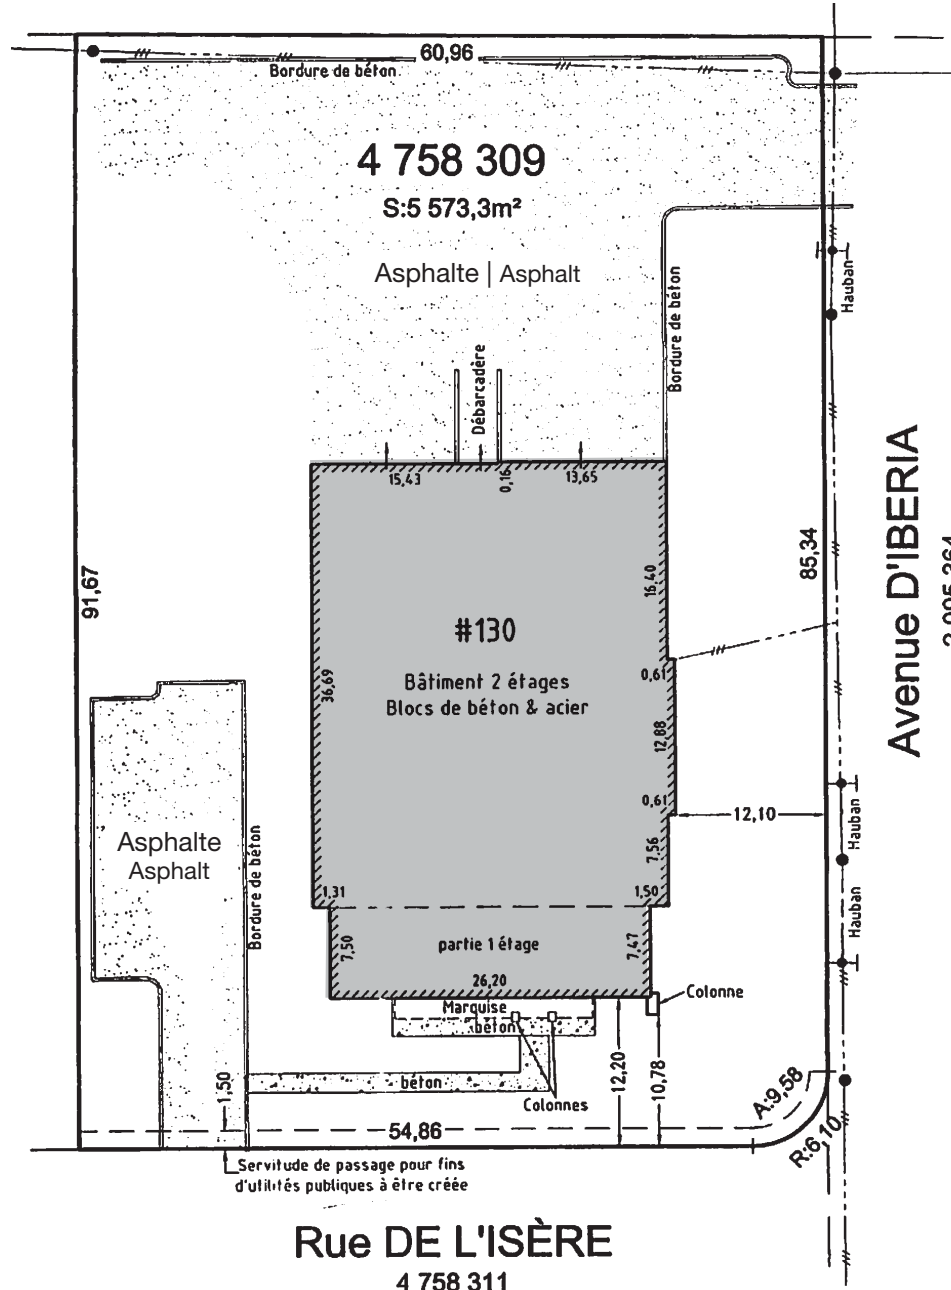 60,96
Bordure de béton
4 758 309
S:5 573,3m²
Asphalte | Asphalt
Bordure de béton
Hauban
Débarcadère
15,43
0,16
13,65
91,67
85,34
Avenue D'IBERIA
2 095 364
16,40
#130
Bâtiment 2 étages
Blocs de béton & acier
36,69
0,61
12,88
0,61
12,10
7,56
Hauban
Asphalte
Asphalt
Bordure de béton
1,31
1,50
7,50
partie 1 étage
7,47
Hauban
26,20
Colonne
Marquise
béton
béton
Colonnes
12,20
10,78
1,50
A:9,58
R:6,10
54,86
Servitude de passage pour fins
d'utilités publiques à être créée
Rue DE L'ISÈRE
4 758 311